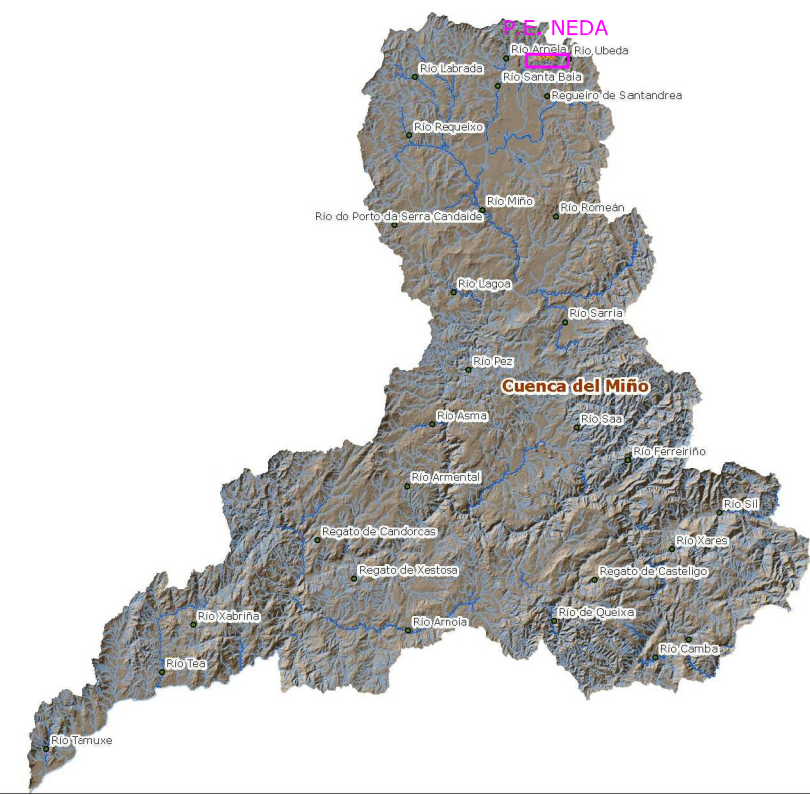 P.E. NEDA
Río Arnela
Río Ubeda
Río Labrada
Río Santa Baia
Regueiro de Santandrea
Río Requeixo
Río Miño
Río Romeán
Río do Porto da Serra Candaide
Río Lagoa
Río Sarria
Río Pez
Cuenca del Miño
Río Asma
Río Saa
Río Ferreiriño
Río Armental
Río Sil
Regato de Candorcas
Río Xares
Regato de Xestosa
Regato de Casteligo
Río Xabriña
Río de Queixa
Río Arnoia
Río Camba
Río Tea
Río Tamuxe